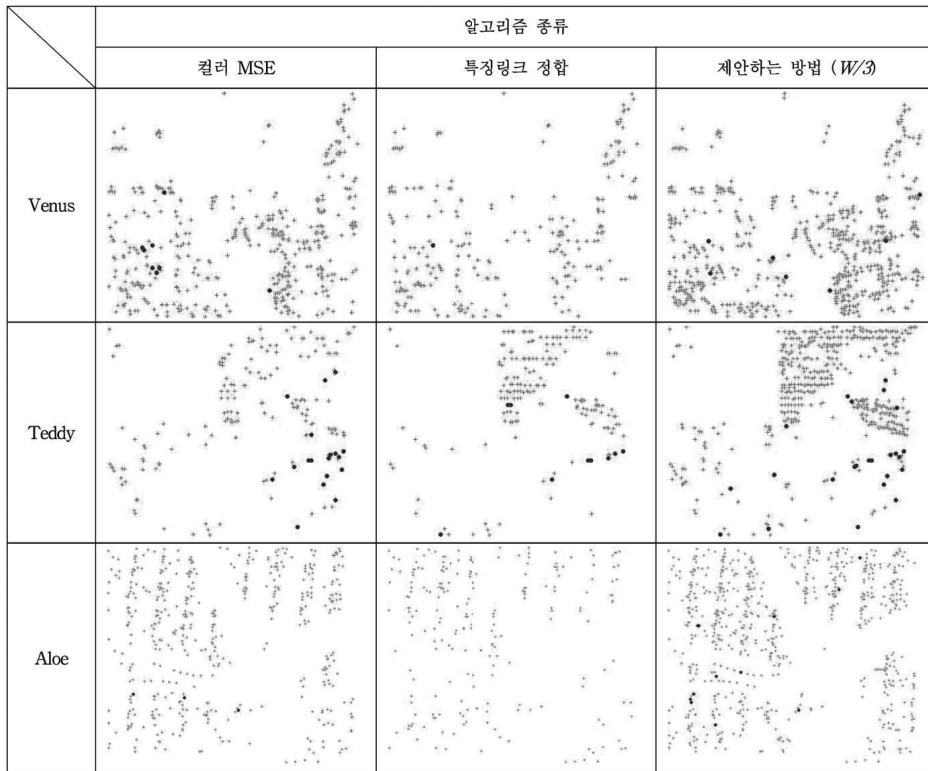 알고리즘 종류
컬러 MSE
특징링크 정합
제안하는 방법 (W/3)
Venus
Teddy
Aloe